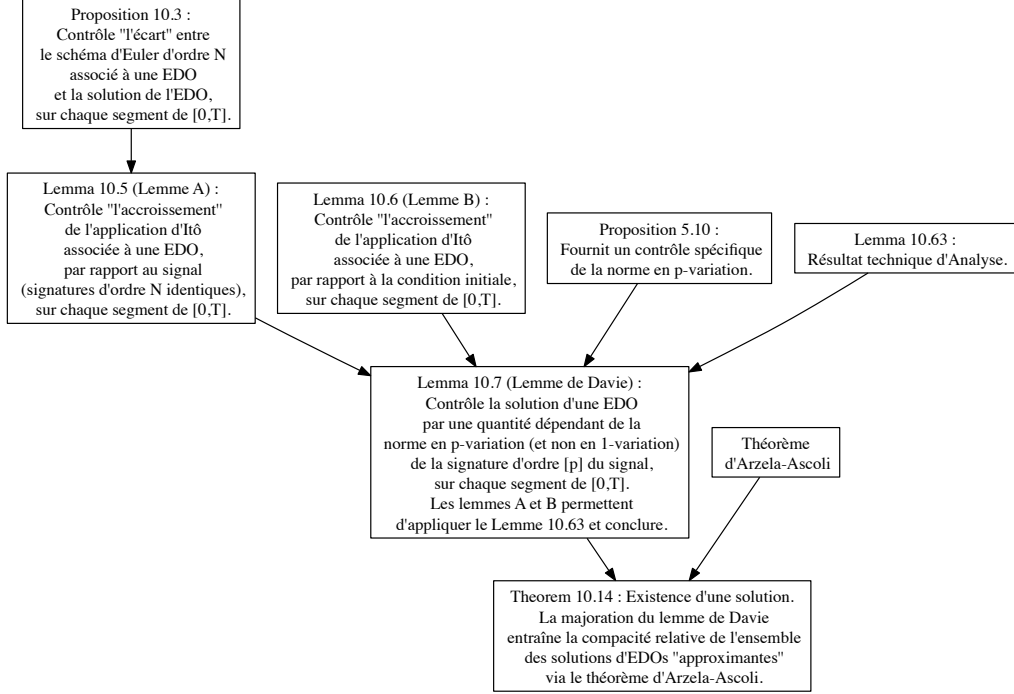 Proposition 10.3 :
Contrôle "l'écart" entre
le schéma d'Euler d'ordre N
associé à une EDO
et la solution de l'EDO,
sur chaque segment de [0,T].
Lemma 10.5 (Lemme A) :
Contrôle "l'accroissement"
de l'application d'Itô
associée à une EDO,
par rapport au signal
(signatures d'ordre N identiques),
sur chaque segment de [0,T].
Lemma 10.6 (Lemme B) :
Contrôle "l'accroissement"
de l'application d'Itô
associée à une EDO,
par rapport à la condition initiale,
sur chaque segment de [0,T].
Proposition 5.10 :
Fournit un contrôle spécifique
de la norme en p-variation.
Lemma 10.63 :
Résultat technique d'Analyse.
Lemma 10.7 (Lemme de Davie) :
Contrôle la solution d'une EDO
par une quantité dépendant de la
norme en p-variation (et non en 1-variation)
de la signature d'ordre [p] du signal,
sur chaque segment de [0,T].
Les lemmes A et B permettent
d'appliquer le Lemme 10.63 et conclure.
Théorème
d'Arzela-Ascoli
Theorem 10.14 : Existence d'une solution.
La majoration du lemme de Davie
entraîne la compacité relative de l'ensemble
des solutions d'EDOs "approximantes"
via le théorème d'Arzela-Ascoli.